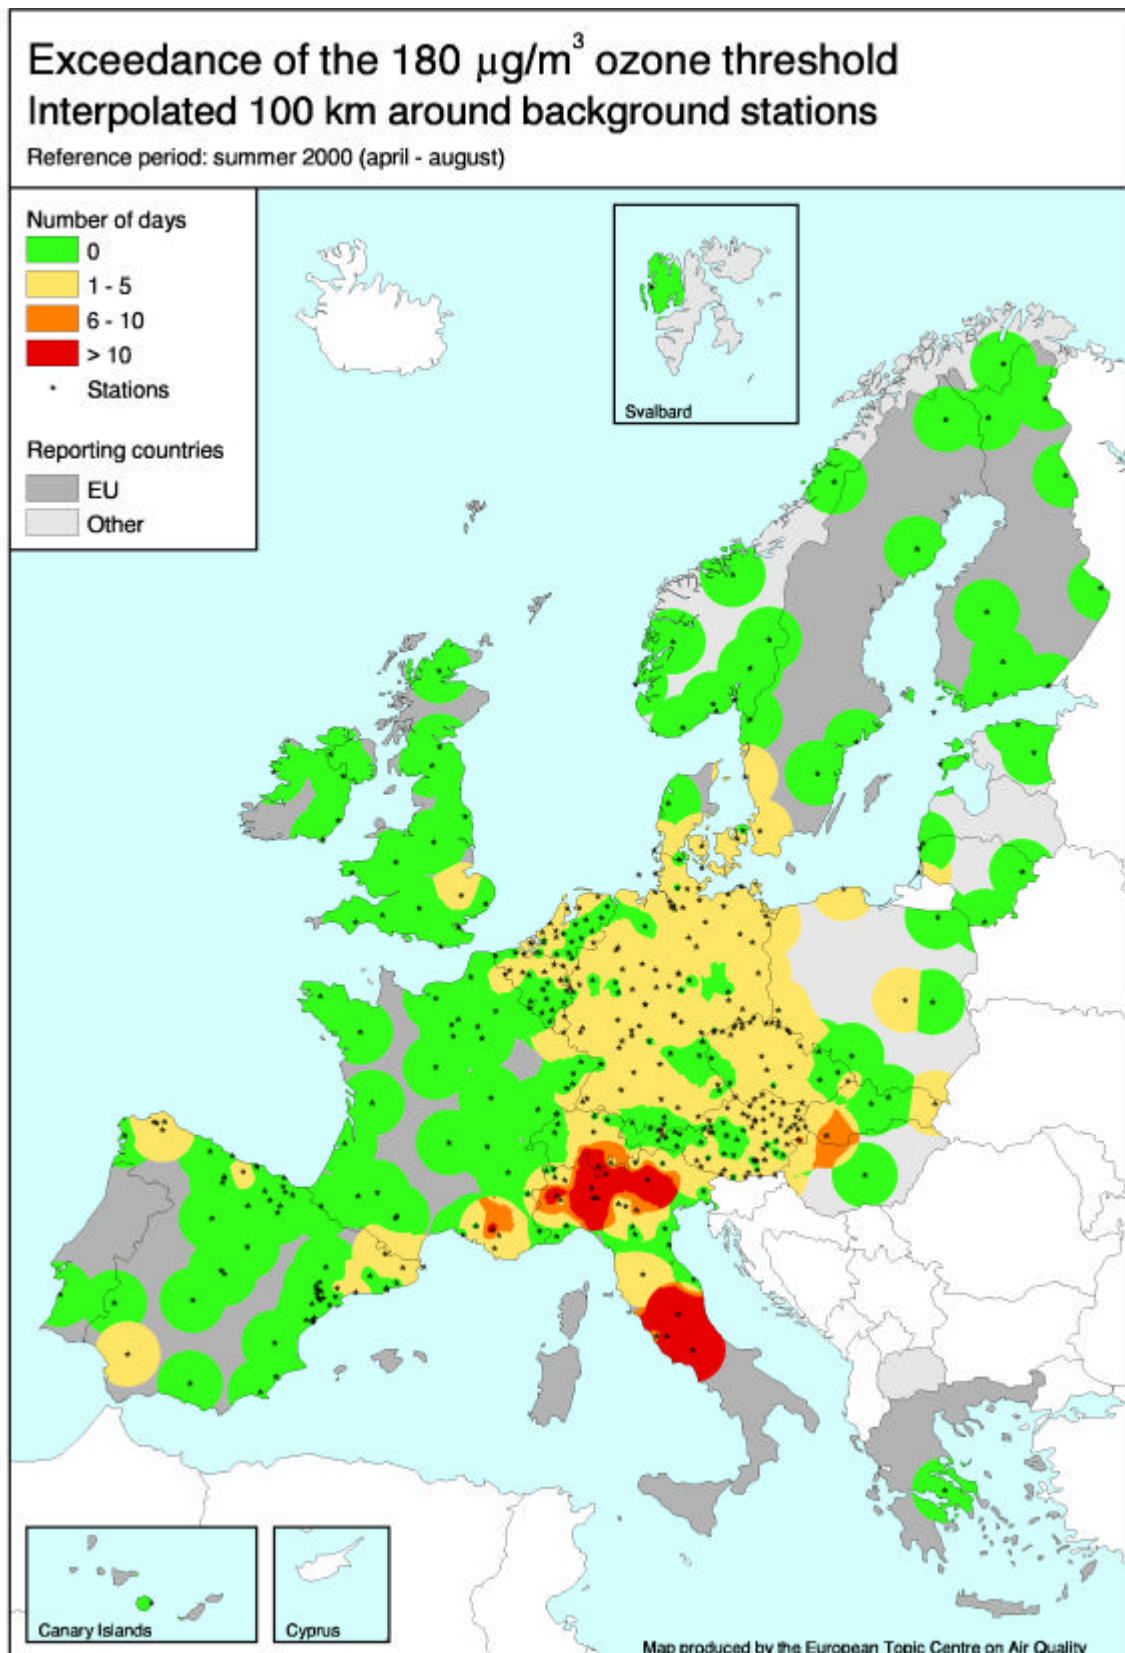 Exceedance of the 180 µg/m³ ozone threshold
Interpolated 100 km around background stations
Reference period: summer 2000 (april - august)
Number of days
0
1 - 5
6 - 10
> 10
Stations
Reporting countries
EU
Other
Svalbard
Canary Islands
Cyprus
Map produced by the European Topic Centre on Air Quality